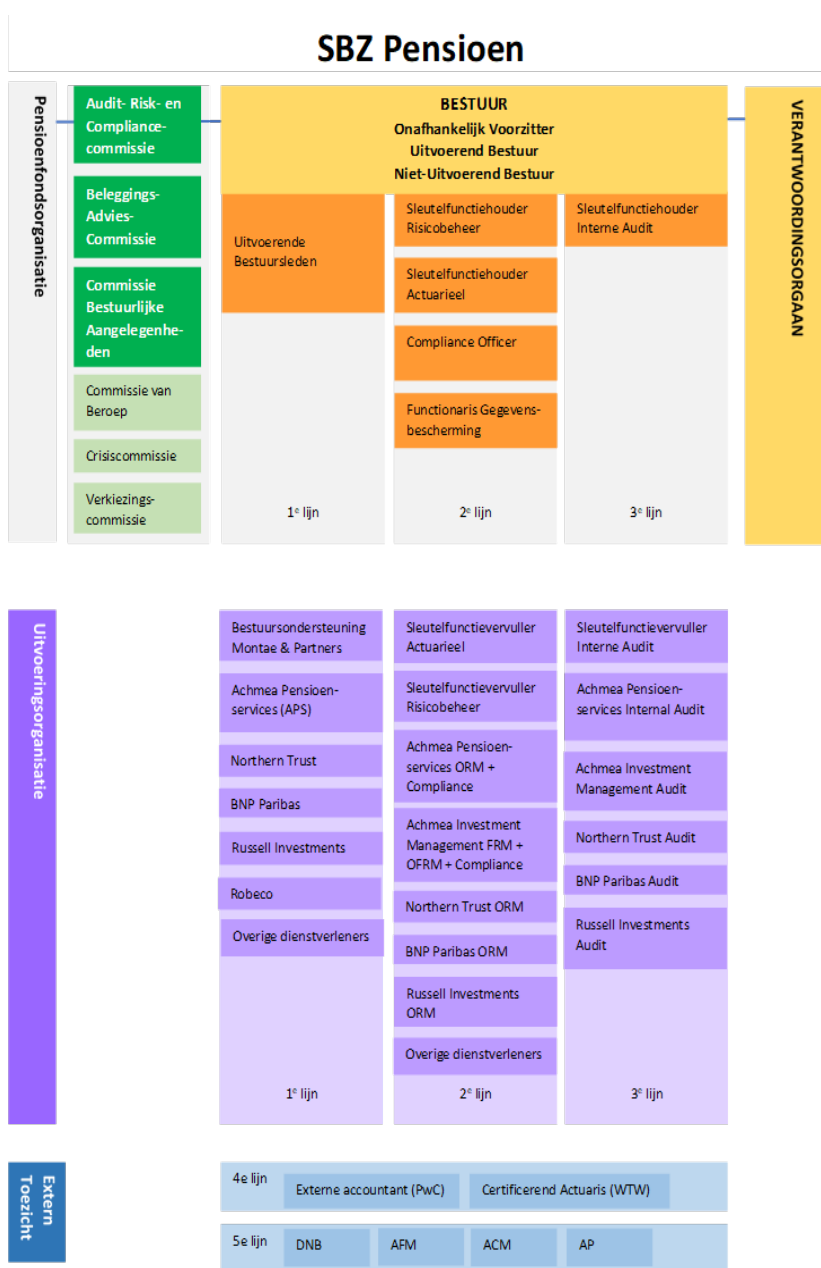 SBZ Pensioen
Pensioenfondsorganisatie
Audit- Risk- en
Compliance-
commissie
Beleggings-
Advies-
Commissie
Commissie
Bestuurlijke
Aangelegenhe-
den
Commissie van
Beroep
Crisiscommissie
Verkiezings-
commissie
BESTUUR
Onafhankelijk Voorzitter
Uitvoerend Bestuur
Niet-Uitvoerend Bestuur
Uitvoerende
Bestuursleden
1e lijn
Sleutelfunctiehouder
Risicobeheer
Sleutelfunctiehouder
Actuarieel
Compliance Officer
Functionaris Gegevens-
bescherming
2e lijn
Sleutelfunctiehouder
Interne Audit
3e lijn
VERANTWOORDINGSORGAAN
Uitvoeringsorganisatie
Bestuursondersteuning
Montae & Partners
Achmea Pensioen-
services (APS)
Northern Trust
BNP Paribas
Russell Investments
Robeco
Overige dienstverleners
1e lijn
Sleutelfunctievervuller
Actuarieel
Sleutelfunctievervuller
Risicobeheer
Achmea Pensioen-
services ORM +
Compliance
Achmea Investment
Management FRM +
OFRM + Compliance
Northern Trust ORM
BNP Paribas ORM
Russell Investments
ORM
Overige dienstverleners
2e lijn
Sleutelfunctievervuller
Interne Audit
Achmea Pensioen-
services Internal Audit
Achmea Investment
Management Audit
Northern Trust Audit
BNP Paribas Audit
Russell Investments
Audit
3e lijn
Extern
Toezicht
4e lijn
Externe accountant (PwC)
Certificerend Actuaris (WTW)
5e lijn
DNB
AFM
ACM
AP